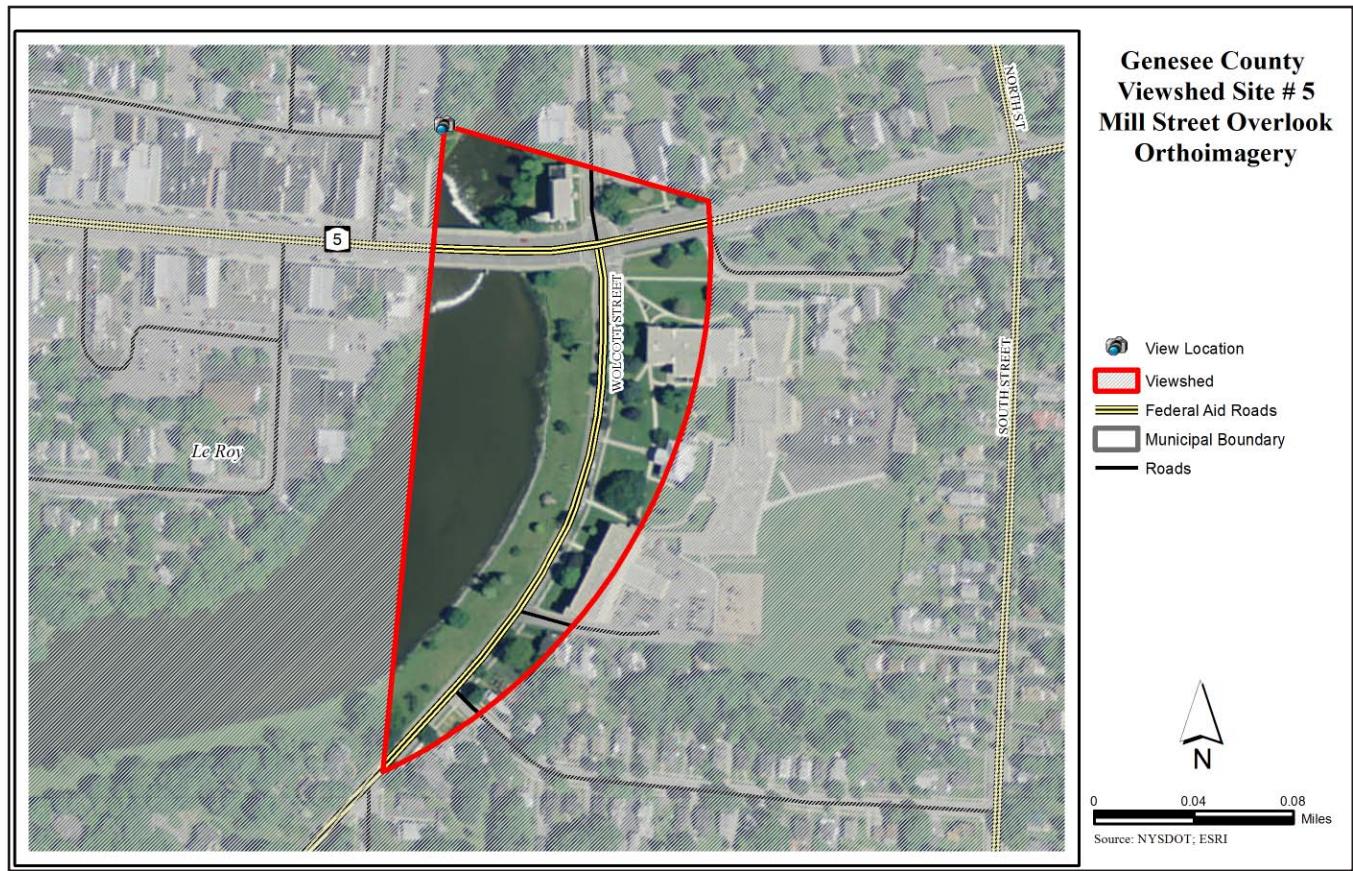 Genesee County
Viewshed Site # 5
Mill Street Overlook
Orthoimagery
NORTH ST
5
WOLCOTT STREET
SOUTH STREET
Le Roy
View Location
Viewshed
Federal Aid Roads
Municipal Boundary
Roads
N
0 0.04 0.08
Miles
Source: NYSDOT; ESRI